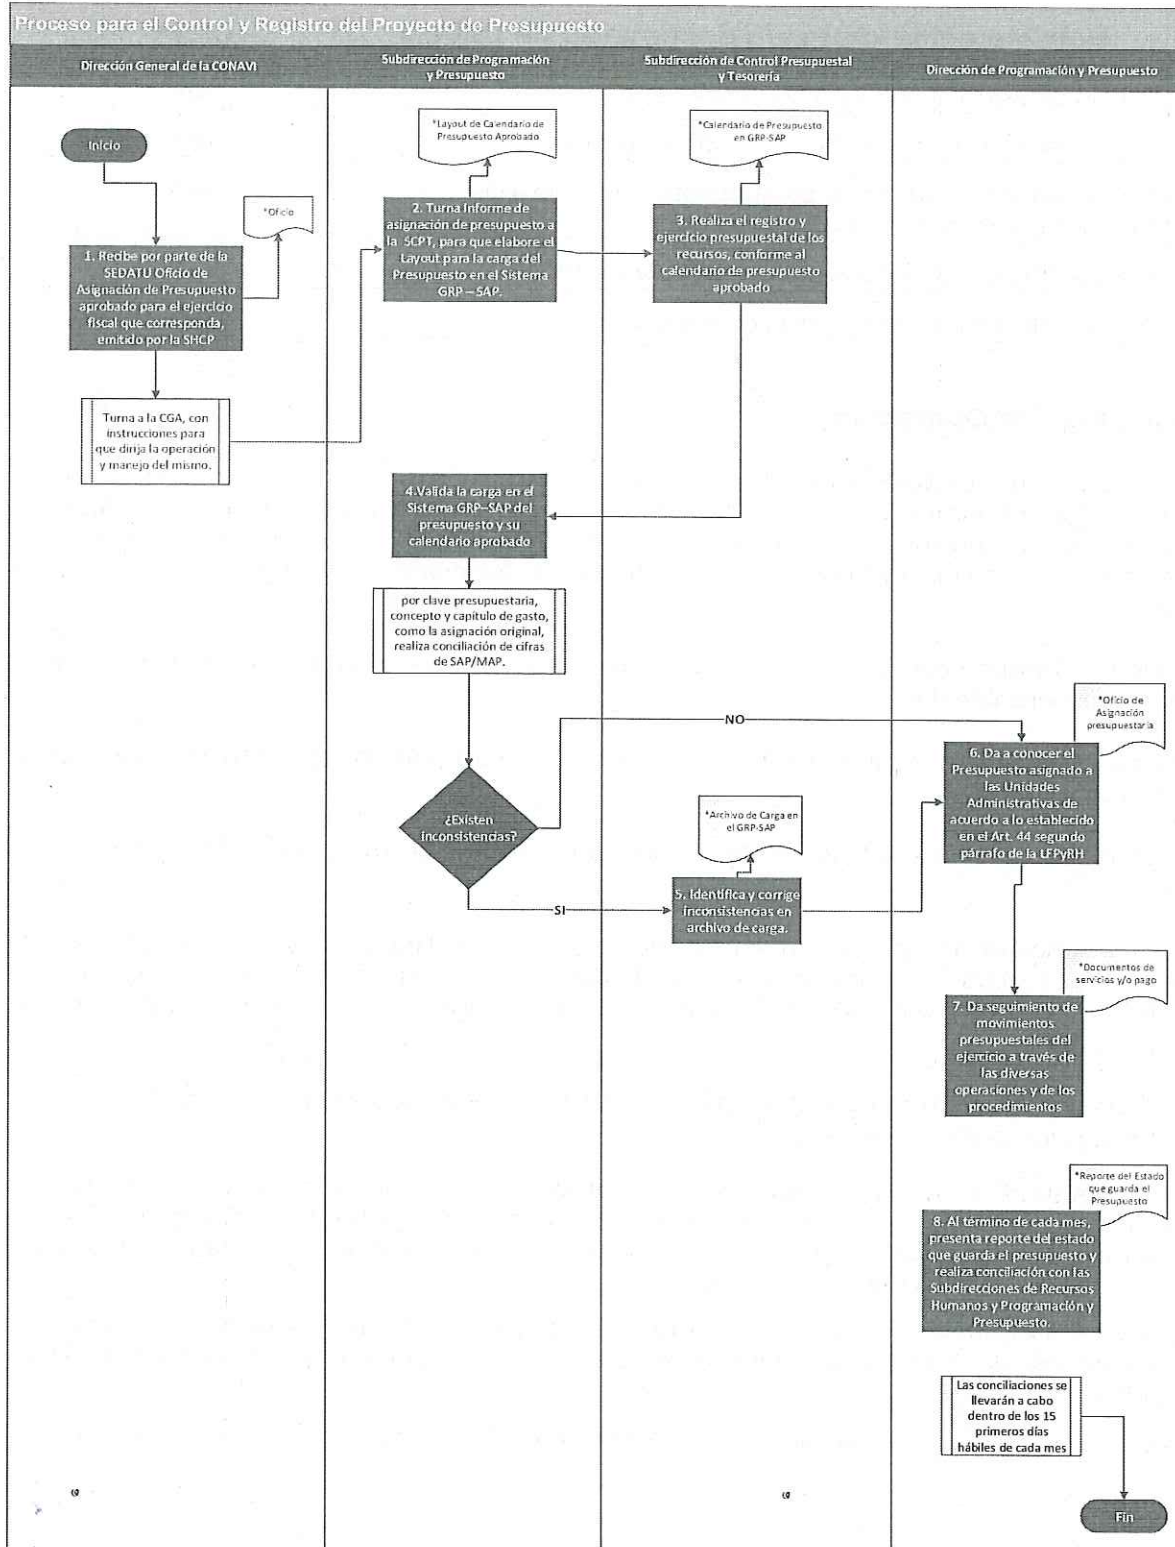 Proceso para el Control y Registro del Proyecto de Presupuesto
Dirección General de la CONAVI
Subdirección de Programación
y Presupuesto
Subdirección de Control Presupuestal
y Tesorería
Dirección de Programación y Presupuesto
Inicio
*Oficio
1. Recibe por parte de la
SEDATU Oficio de
Asignación de Presupuesto
aprobado para el ejercicio
fiscal que corresponda,
emitido por la SHCP
Turna a la CGA, con
instrucciones para
que dirija la operación
y manejo del mismo.
*Layout de Calendario de
Presupuesto Aprobado
2. Turna Informe de
asignación de presupuesto a
la SCPT, para que elabore el
Layout para la carga del
Presupuesto en el Sistema
GRP – SAP.
*Calendario de Presupuesto
en GRP-SAP
3. Realiza el registro y
ejercicio presupuestal de los
recursos, conforme al
calendario de presupuesto
aprobado
4.Valida la carga en el
Sistema GRP–SAP del
presupuesto y su
calendario aprobado
por clave presupuestaria,
concepto y capítulo de gasto,
como la asignación original,
realiza conciliación de cifras
de SAP/MAP.
¿Existen
inconsistencias?
NO
SI
*Archivo de Carga en
el GRP-SAP
5. Identifica y corrige
inconsistencias en
archivo de carga.
*Oficio de
Asignación
presupuestaria
6. Da a conocer el
Presupuesto asignado a
las Unidades
Administrativas de
acuerdo a lo establecido
en el Art. 44 segundo
párrafo de la LFPyRH
*Documentos de
servicios y/o pago
7. Da seguimiento de
movimientos
presupuestales del
ejercicio a través de
las diversas
operaciones y de los
procedimientos
*Reporte del Estado
que guarda el
Presupuesto
8. Al término de cada mes,
presenta reporte del estado
que guarda el presupuesto y
realiza conciliación con las
Subdirecciones de Recursos
Humanos y Programación y
Presupuesto.
Las conciliaciones se
llevarán a cabo
dentro de los 15
primeros días
hábiles de cada mes
Fin